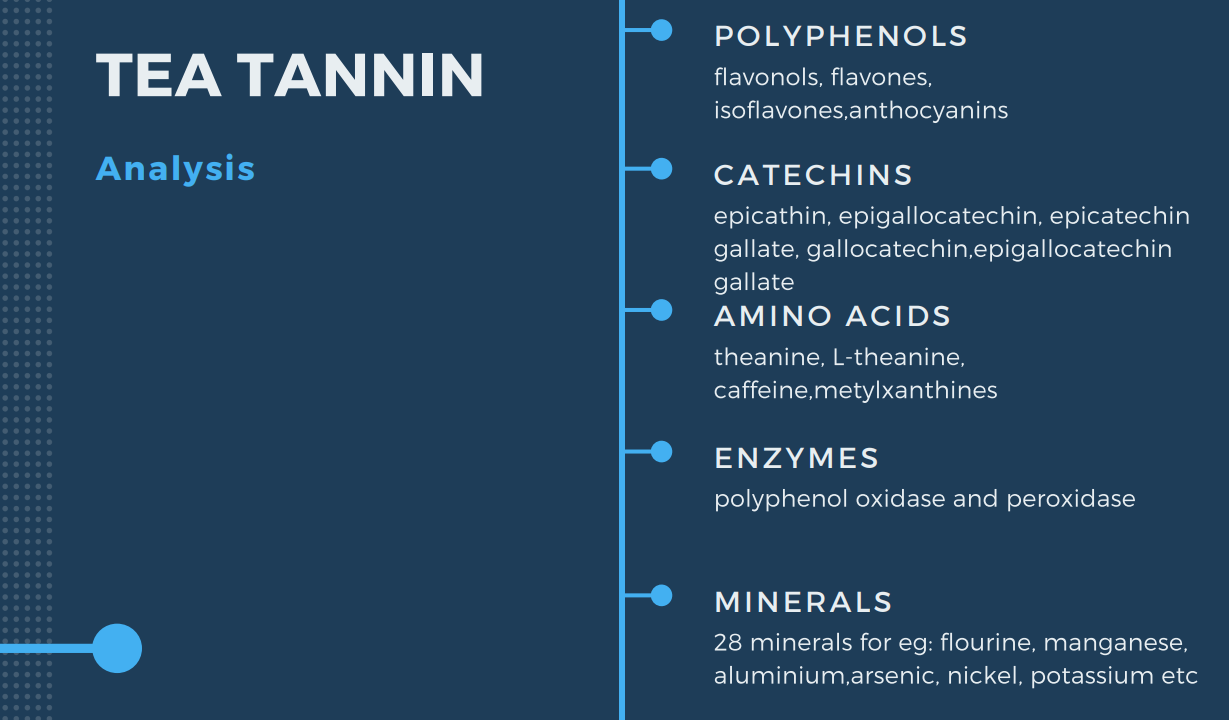 TEA TANNIN
Analysis
POLYPHENOLS
flavonols, flavones,
isoflavones,anthocyanins
CATECHINS
epicathin, epigallocatechin, epicatechin
gallate, gallocatechin,epigallocatechin
gallate
AMINO ACIDS
theanine, L-theanine,
caffeine,metylxanthines
ENZYMES
polyphenol oxidase and peroxidase
MINERALS
28 minerals for eg: flourine, manganese,
aluminium,arsenic, nickel, potassium etc